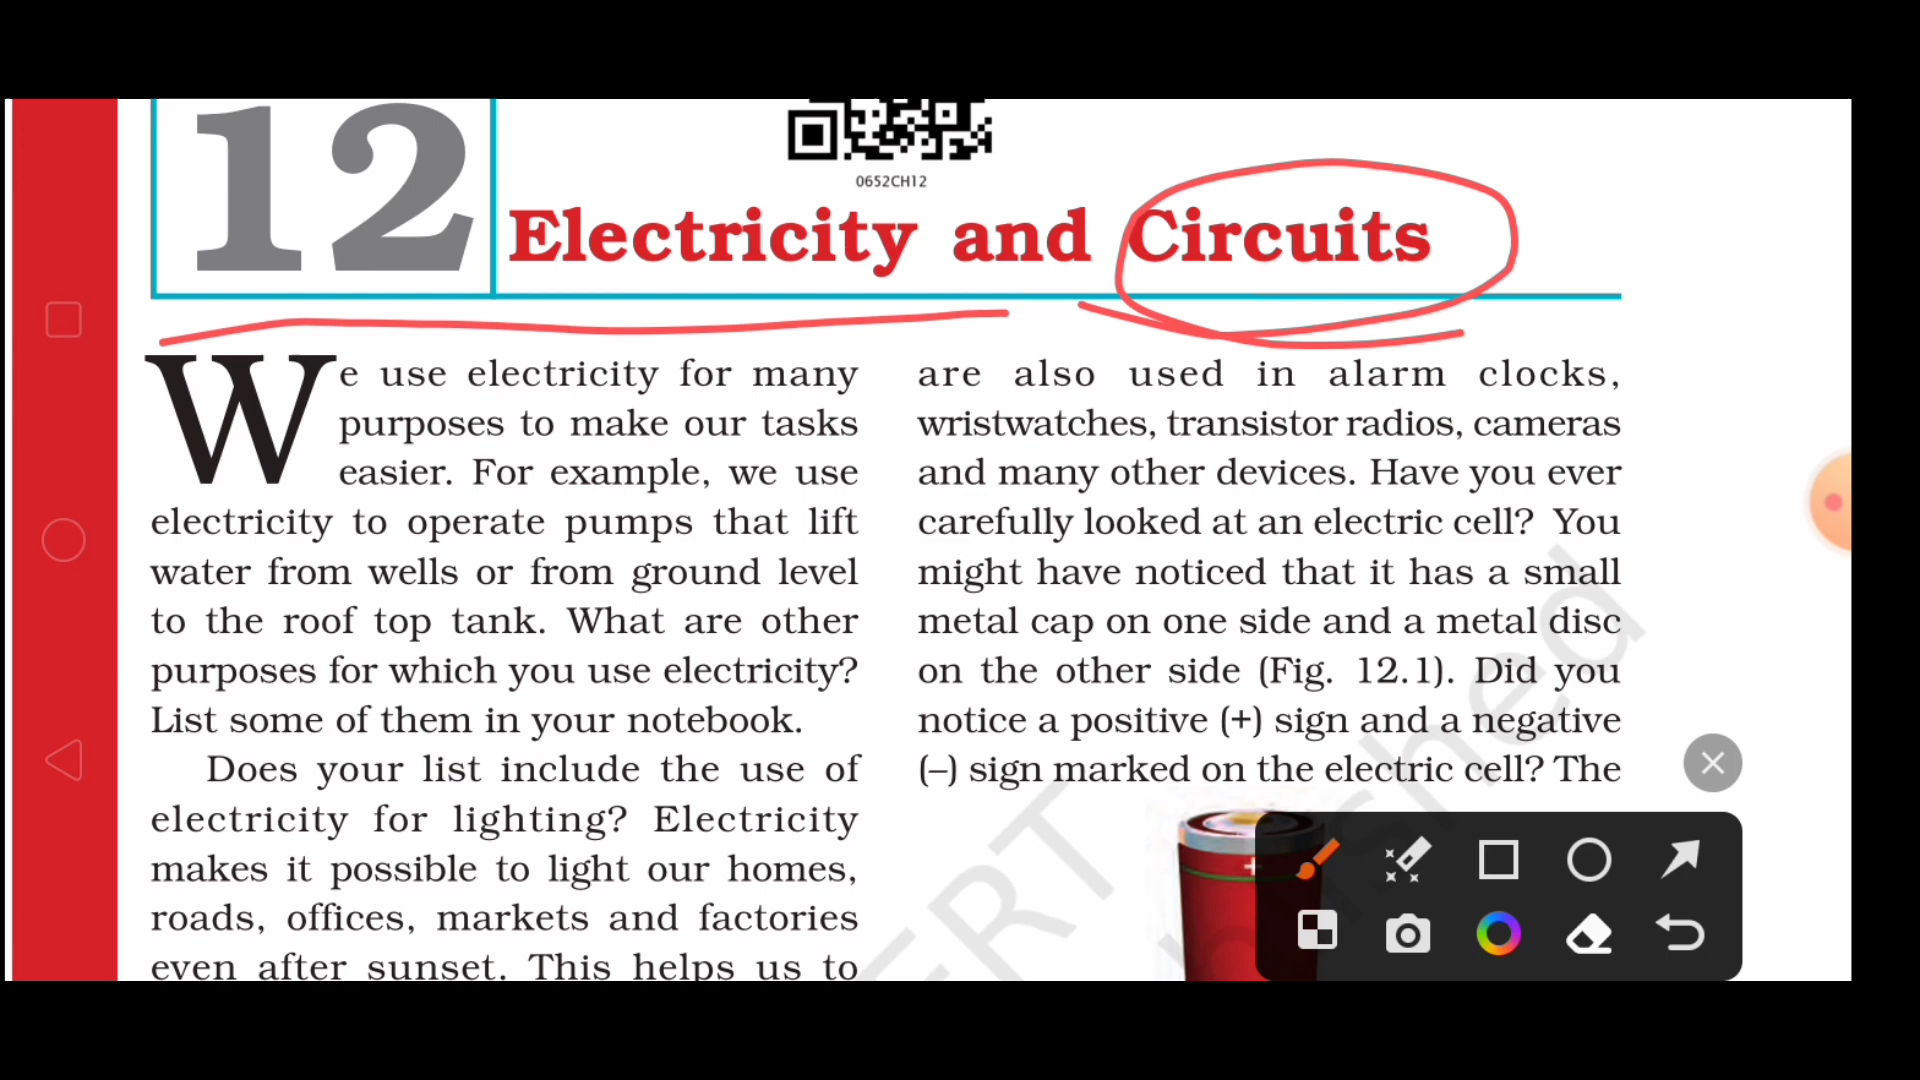 12
0652CH12
Electricity and Circuits
We use electricity for many
purposes to make our tasks
easier. For example, we use
electricity to operate pumps that lift
water from wells or from ground level
to the roof top tank. What are other
purposes for which you use electricity?
List some of them in your notebook.
Does your list include the use of
electricity for lighting? Electricity
makes it possible to light our homes,
roads, offices, markets and factories
even after sunset. This helps us to
are also used in alarm clocks,
wristwatches, transistor radios, cameras
and many other devices. Have you ever
carefully looked at an electric cell? You
might have noticed that it has a small
metal cap on one side and a metal disc
on the other side (Fig. 12.1). Did you
notice a positive (+) sign and a negative
(–) sign marked on the electric cell? The
+